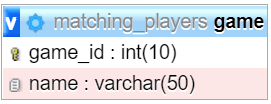 v matching_players game
game_id : int(10)
name : varchar(50)